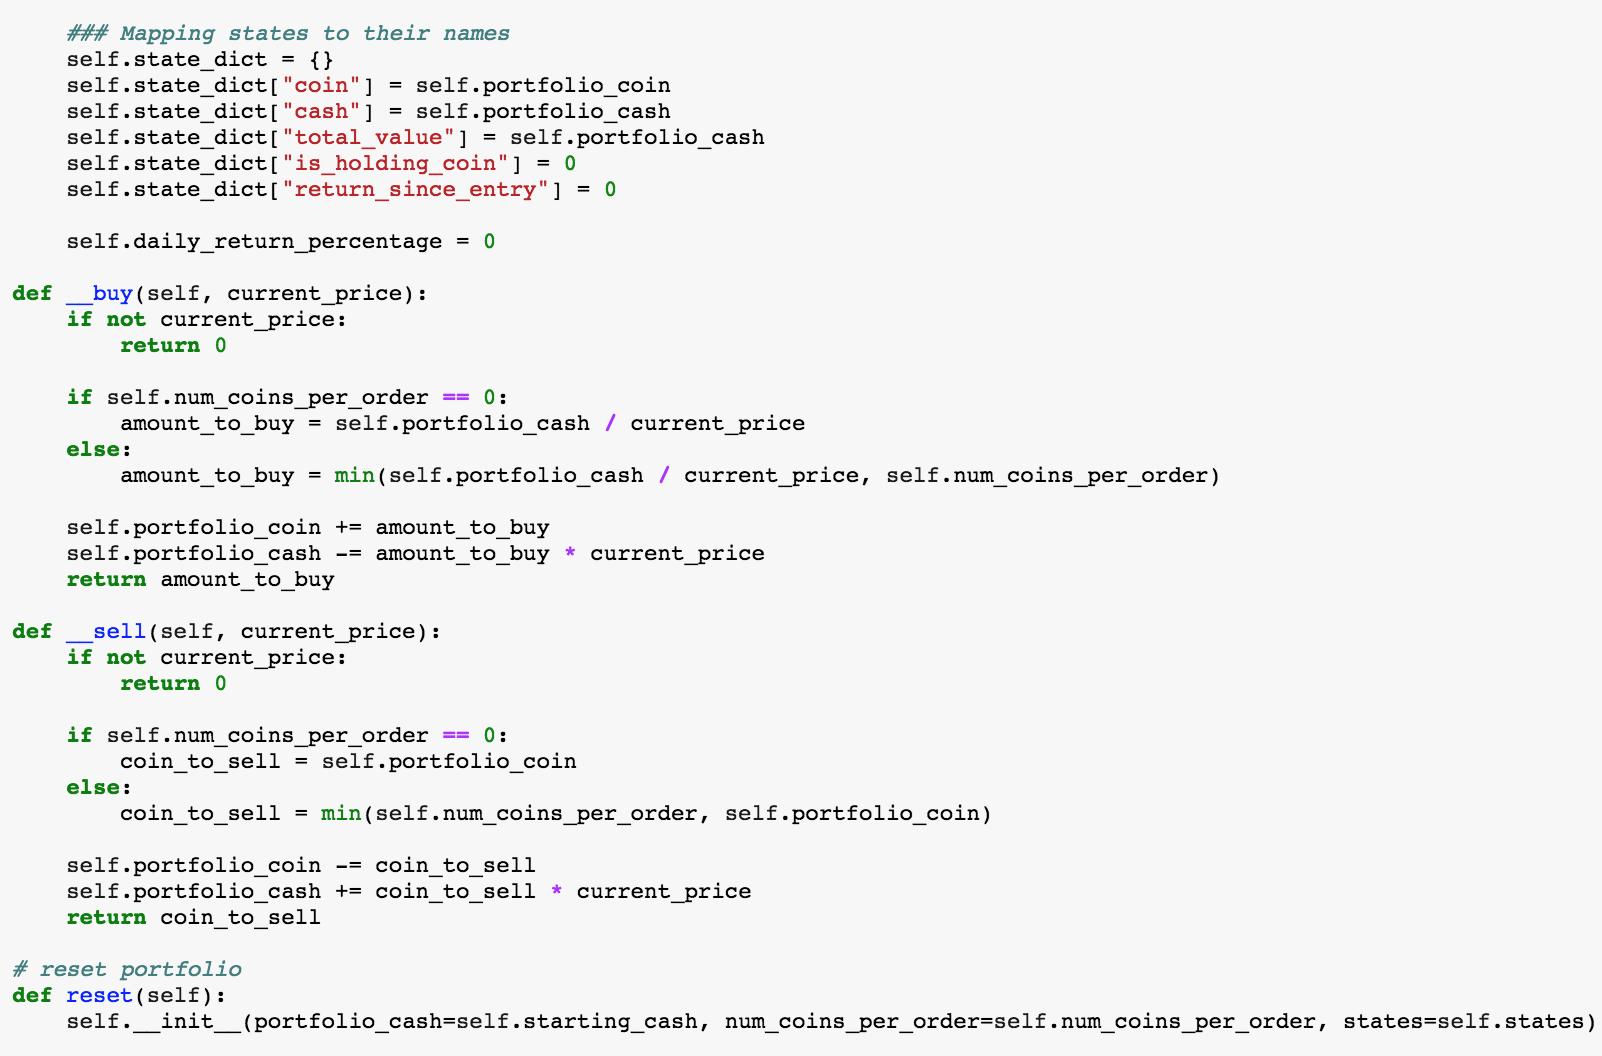 ### Mapping states to their names
self.state_dict = {}
self.state_dict["coin"] = self.portfolio_coin
self.state_dict["cash"] = self.portfolio_cash
self.state_dict["total_value"] = self.portfolio_cash
self.state_dict["is_holding_coin"] = 0
self.state_dict["return_since_entry"] = 0
self.daily_return_percentage = 0
def __buy(self, current_price):
if not current_price:
return 0
if self.num_coins_per_order == 0:
amount_to_buy = self.portfolio_cash / current_price
else:
amount_to_buy = min(self.portfolio_cash / current_price, self.num_coins_per_order)
self.portfolio_coin += amount_to_buy
self.portfolio_cash -= amount_to_buy * current_price
return amount_to_buy
def __sell(self, current_price):
if not current_price:
return 0
if self.num_coins_per_order == 0:
coin_to_sell = self.portfolio_coin
else:
coin_to_sell = min(self.num_coins_per_order, self.portfolio_coin)
self.portfolio_coin -= coin_to_sell
self.portfolio_cash += coin_to_sell * current_price
return coin_to_sell
# reset portfolio
def reset(self):
self.__init__(portfolio_cash=self.starting_cash, num_coins_per_order=self.num_coins_per_order, states=self.states)